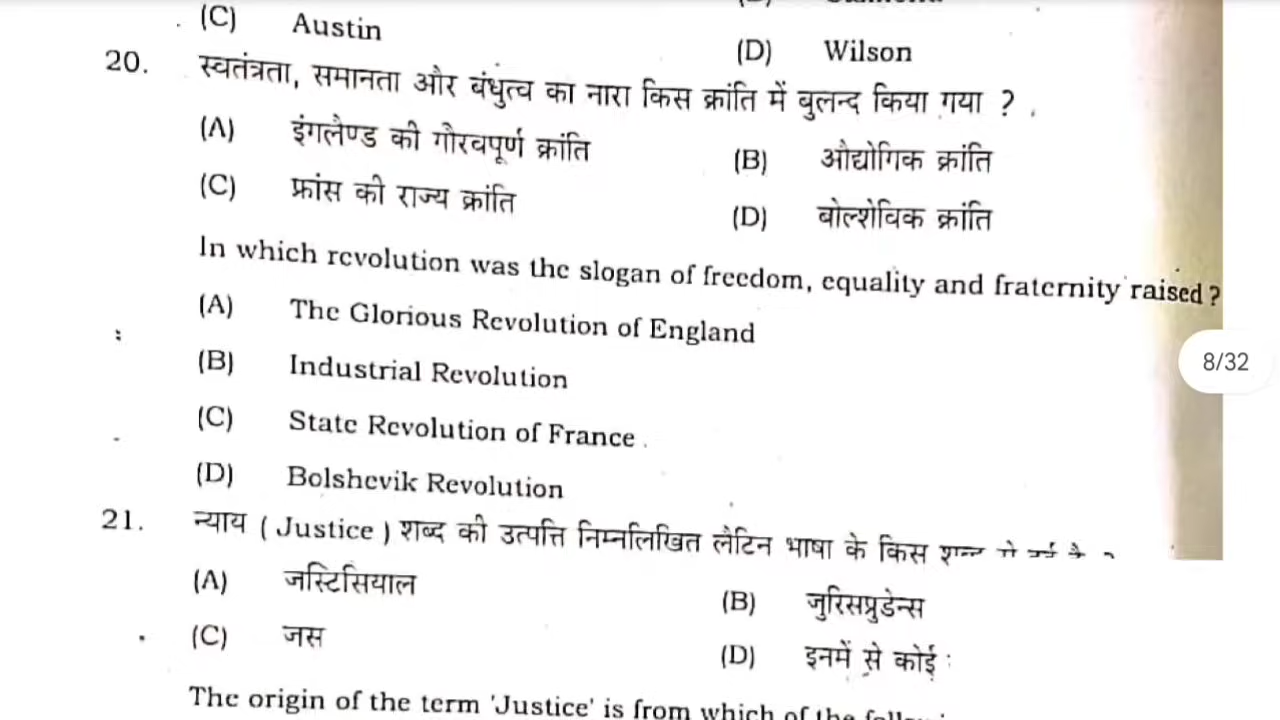 (C) Austin
(D) Wilson
20. स्वतंत्रता, समानता और बंधुत्व का नारा किस क्रांति में बुलन्द किया गया ?
(A) इंगलैण्ड की गौरवपूर्ण क्रांति
(B) औद्योगिक क्रांति
(C) फ्रांस की राज्य क्रांति
(D) बोल्शेविक क्रांति
In which revolution was the slogan of freedom, equality and fraternity raised ?
(A) The Glorious Revolution of England
(B) Industrial Revolution
8/32
(C) State Revolution of France
(D) Bolshevik Revolution
21. न्याय ( Justice ) शब्द की उत्पत्ति निम्नलिखित लैटिन भाषा के किस
(A) जस्टिसियाल
(B) जुरिसप्रुडेन्स
(C) जस
(D) इनमें से कोई
The origin of the term 'Justice' is from which of the